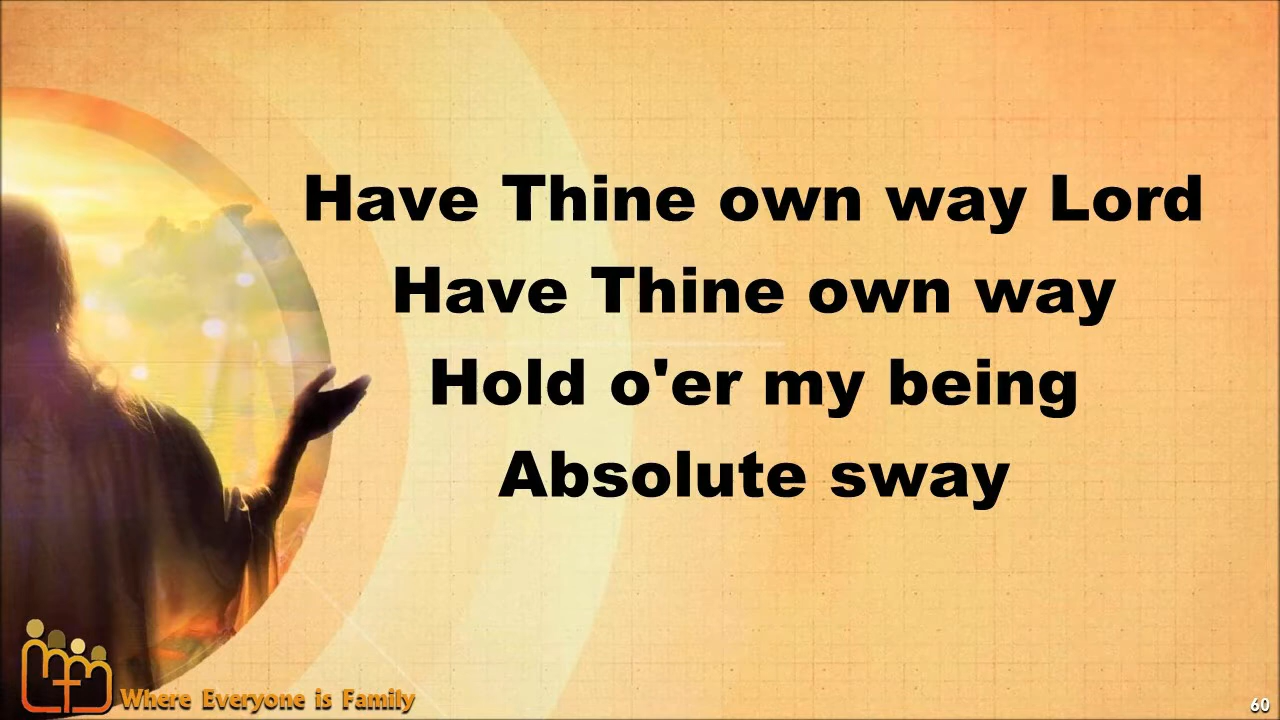 Have Thine own way Lord
Have Thine own way
Hold o'er my being
Absolute sway
Where Everyone is Family
60